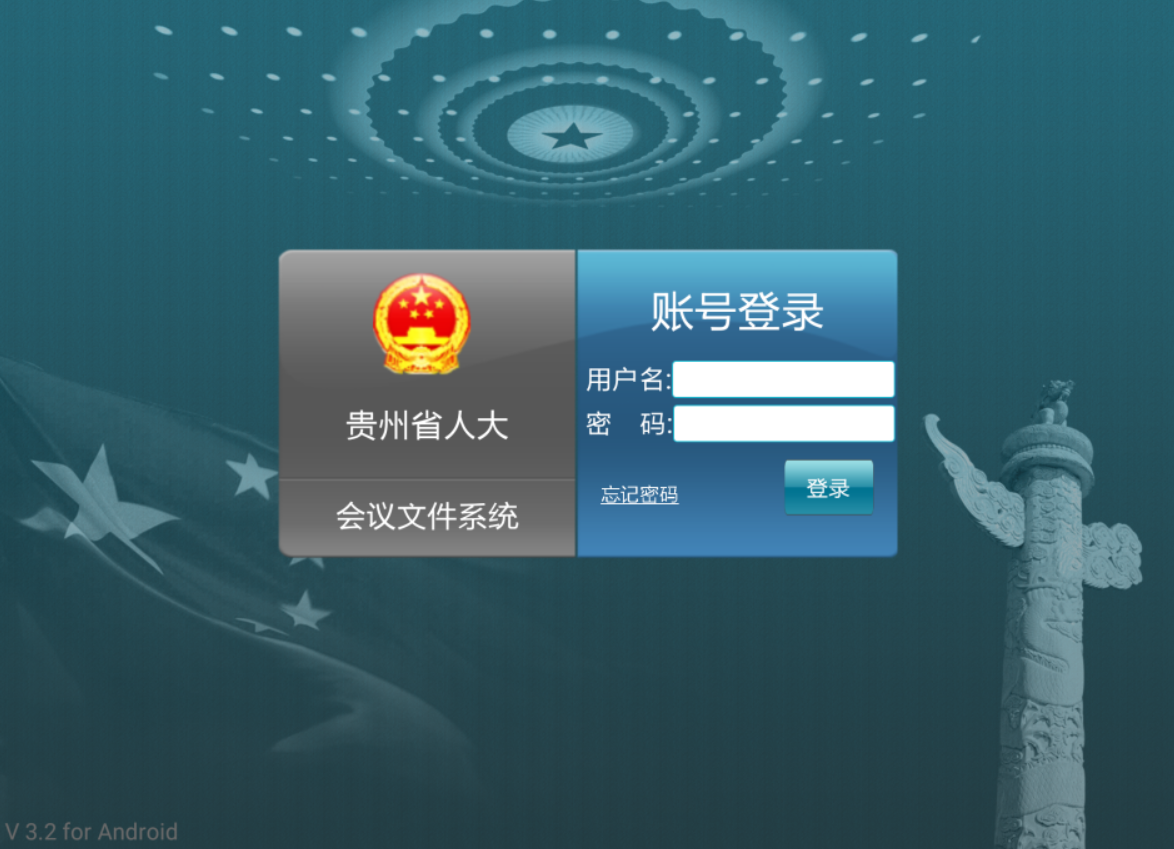 贵州省人大
会议文件系统
账号登录
用户名:
密 码:
忘记密码
登录
V 3.2 for Android